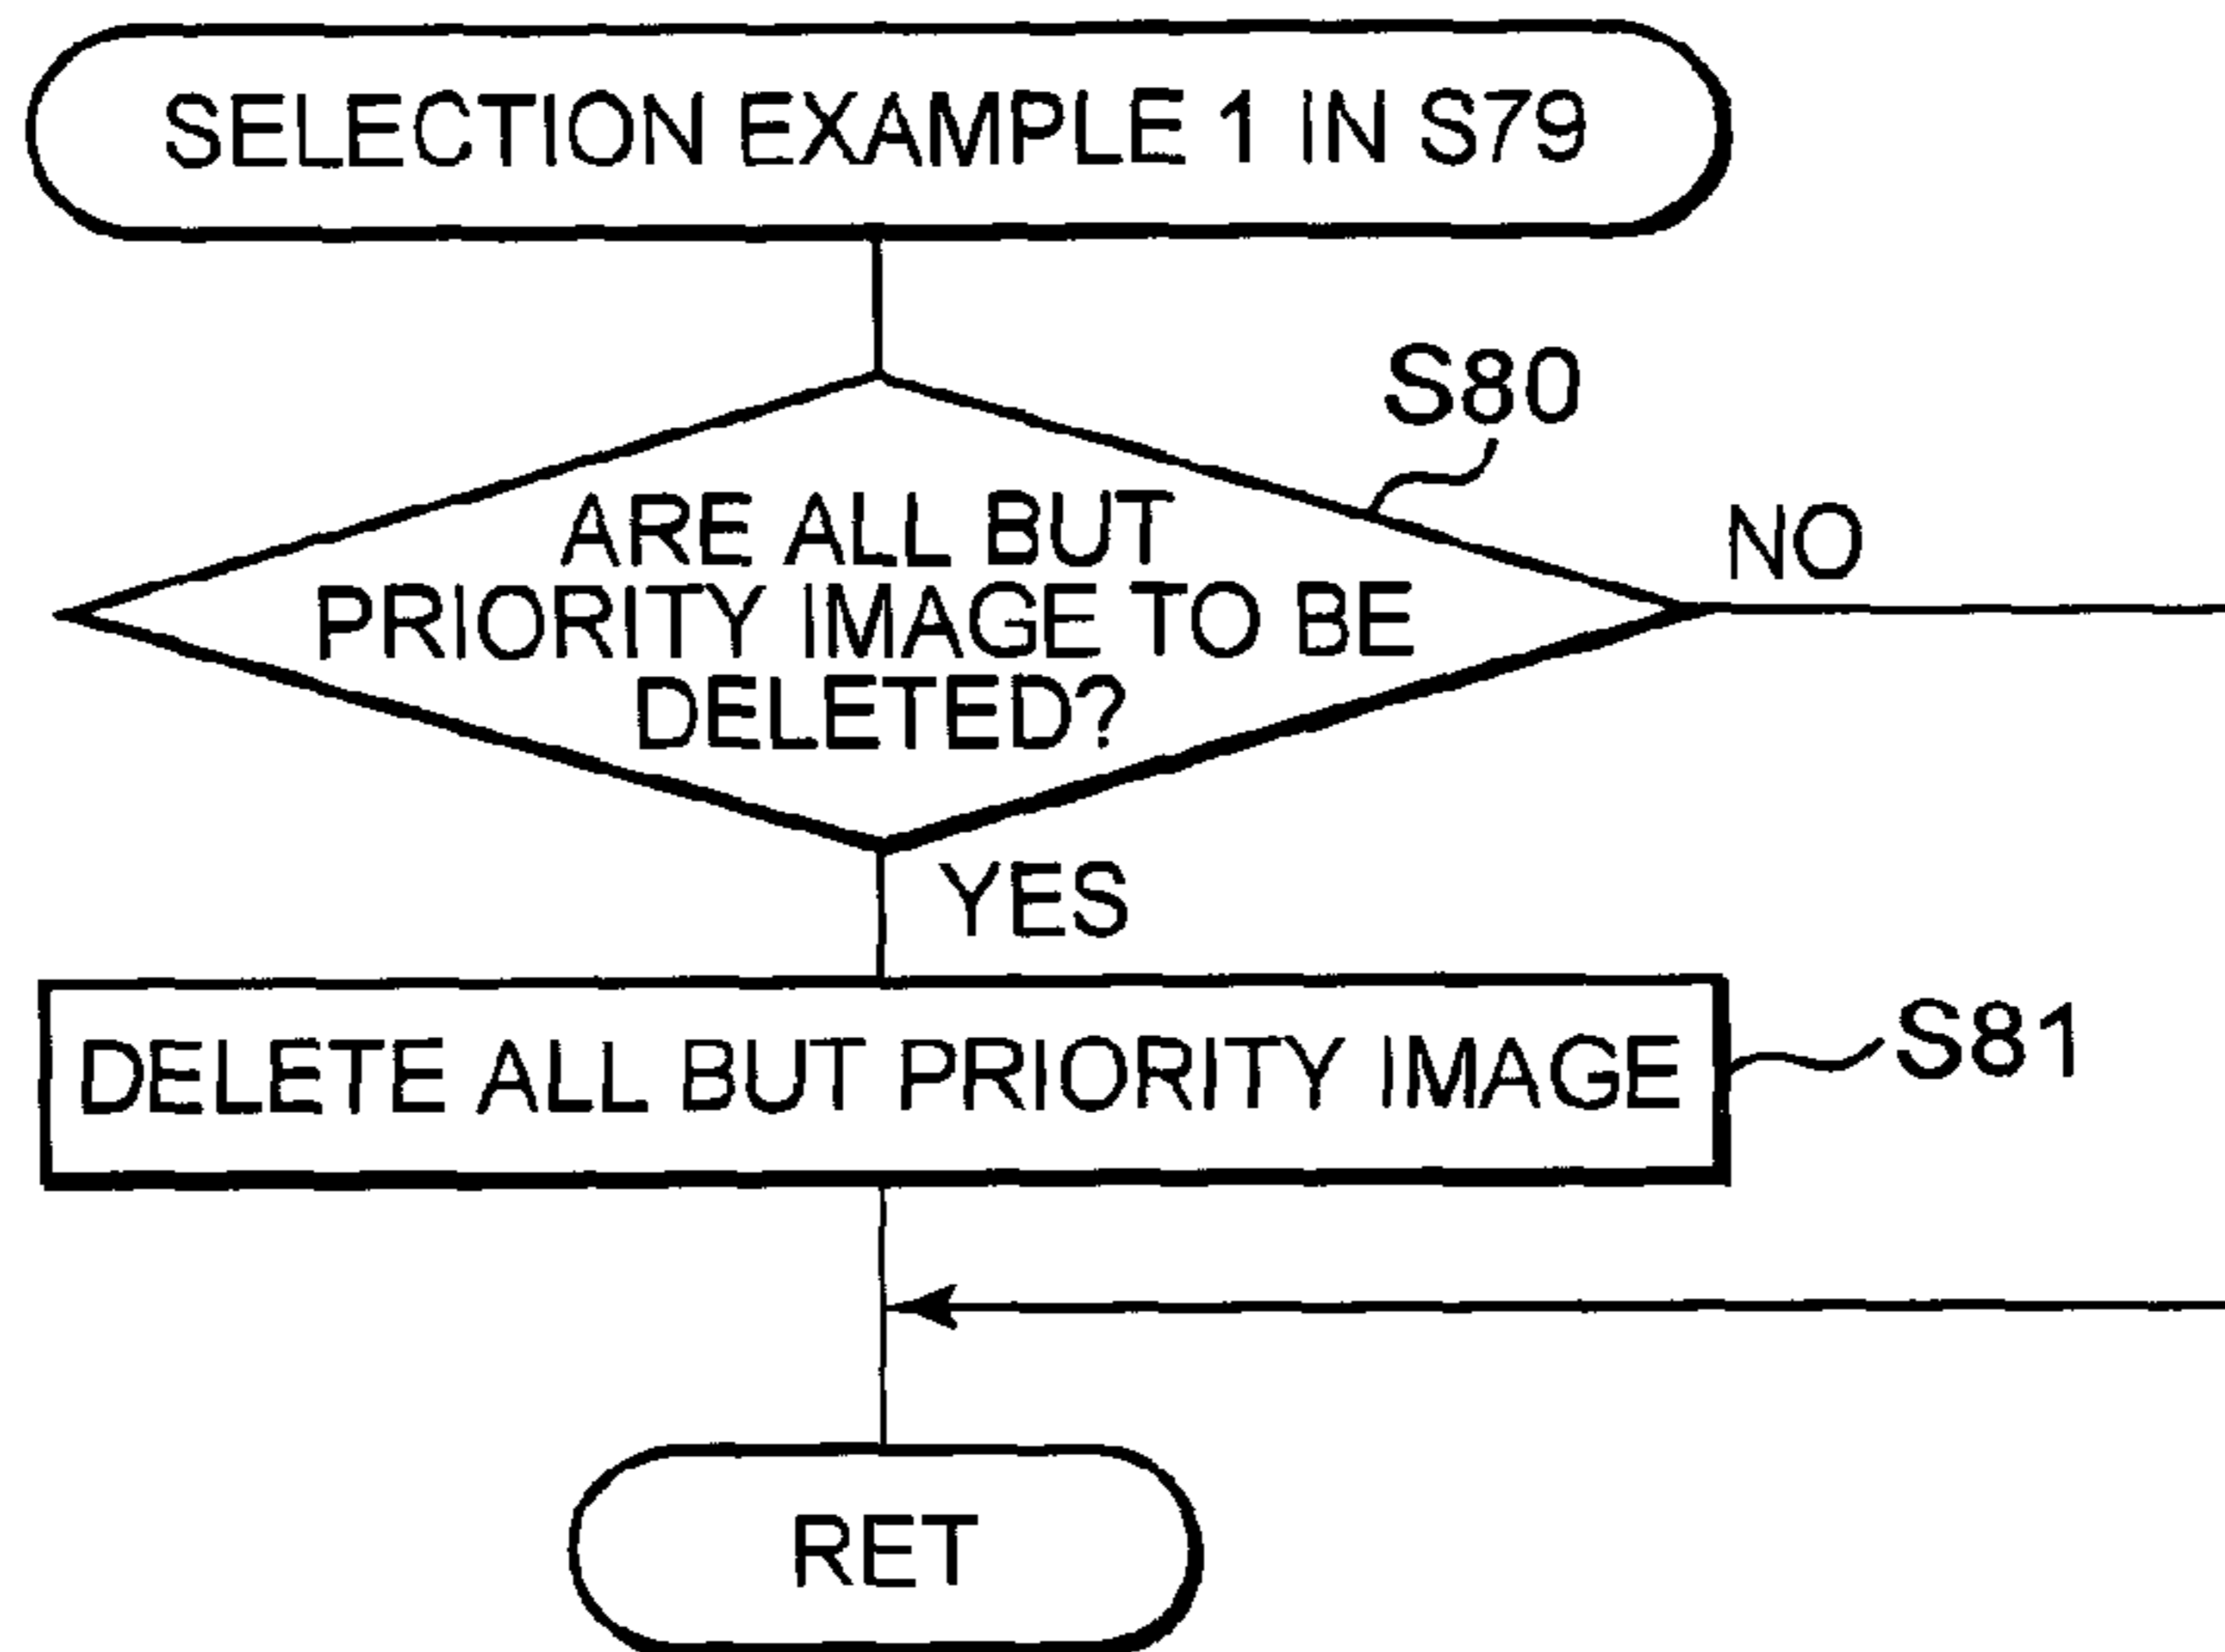 SELECTION EXAMPLE 1 IN S79
S80
ARE ALL BUT
PRIORITY IMAGE TO BE
DELETED?
NO
YES
DELETE ALL BUT PRIORITY IMAGE
S81
RET